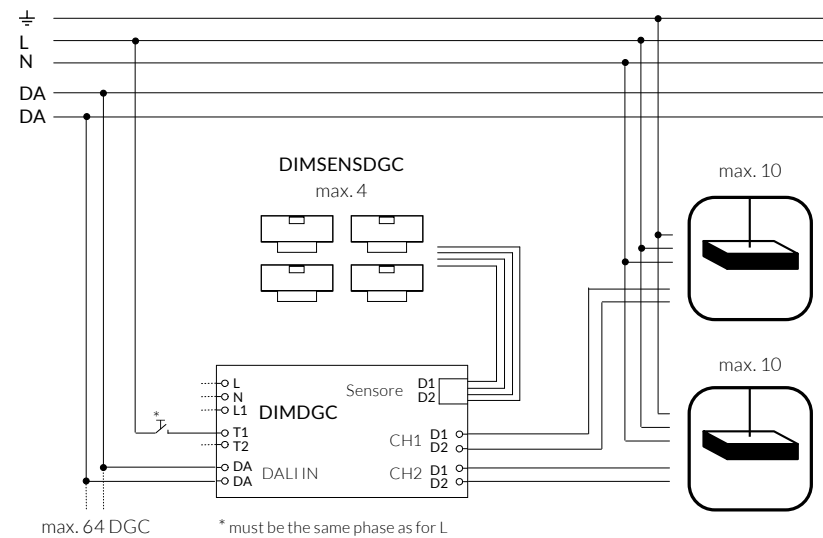 ⏚
L
N
DA
DA
DIMSENSDGC
max. 4
max. 10
max. 10
L
N
L1
T1
T2
DA
DA
DIMDGC
DALI IN
Sensore
D1
D2
CH1
D1
D2
CH2
D1
D2
*
max. 64 DGC
* must be the same phase as for L